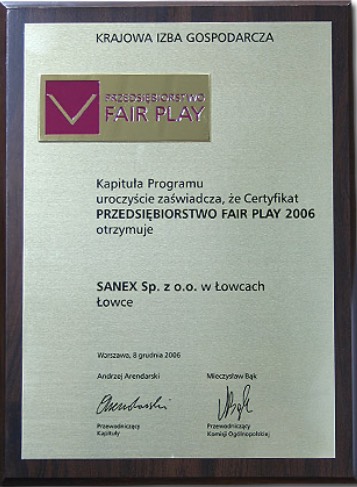 KRAJOWA IZBA GOSPODARCZA
PRZEDSIĘBIORSTWO
FAIR PLAY
Kapituła Programu
uroczyście zaświadcza, że Certyfikat
PRZEDSIĘBIORSTWO FAIR PLAY 2006
otrzymuje
SANEX Sp. z o.o. w Łowcach
Łowce
Warszawa, 8 grudnia 2006
Andrzej Arendarski Mieczysław Bąk
Arendarski
Przewodniczący Przewodniczący
Kapituły Komisji Ogólnopolskiej